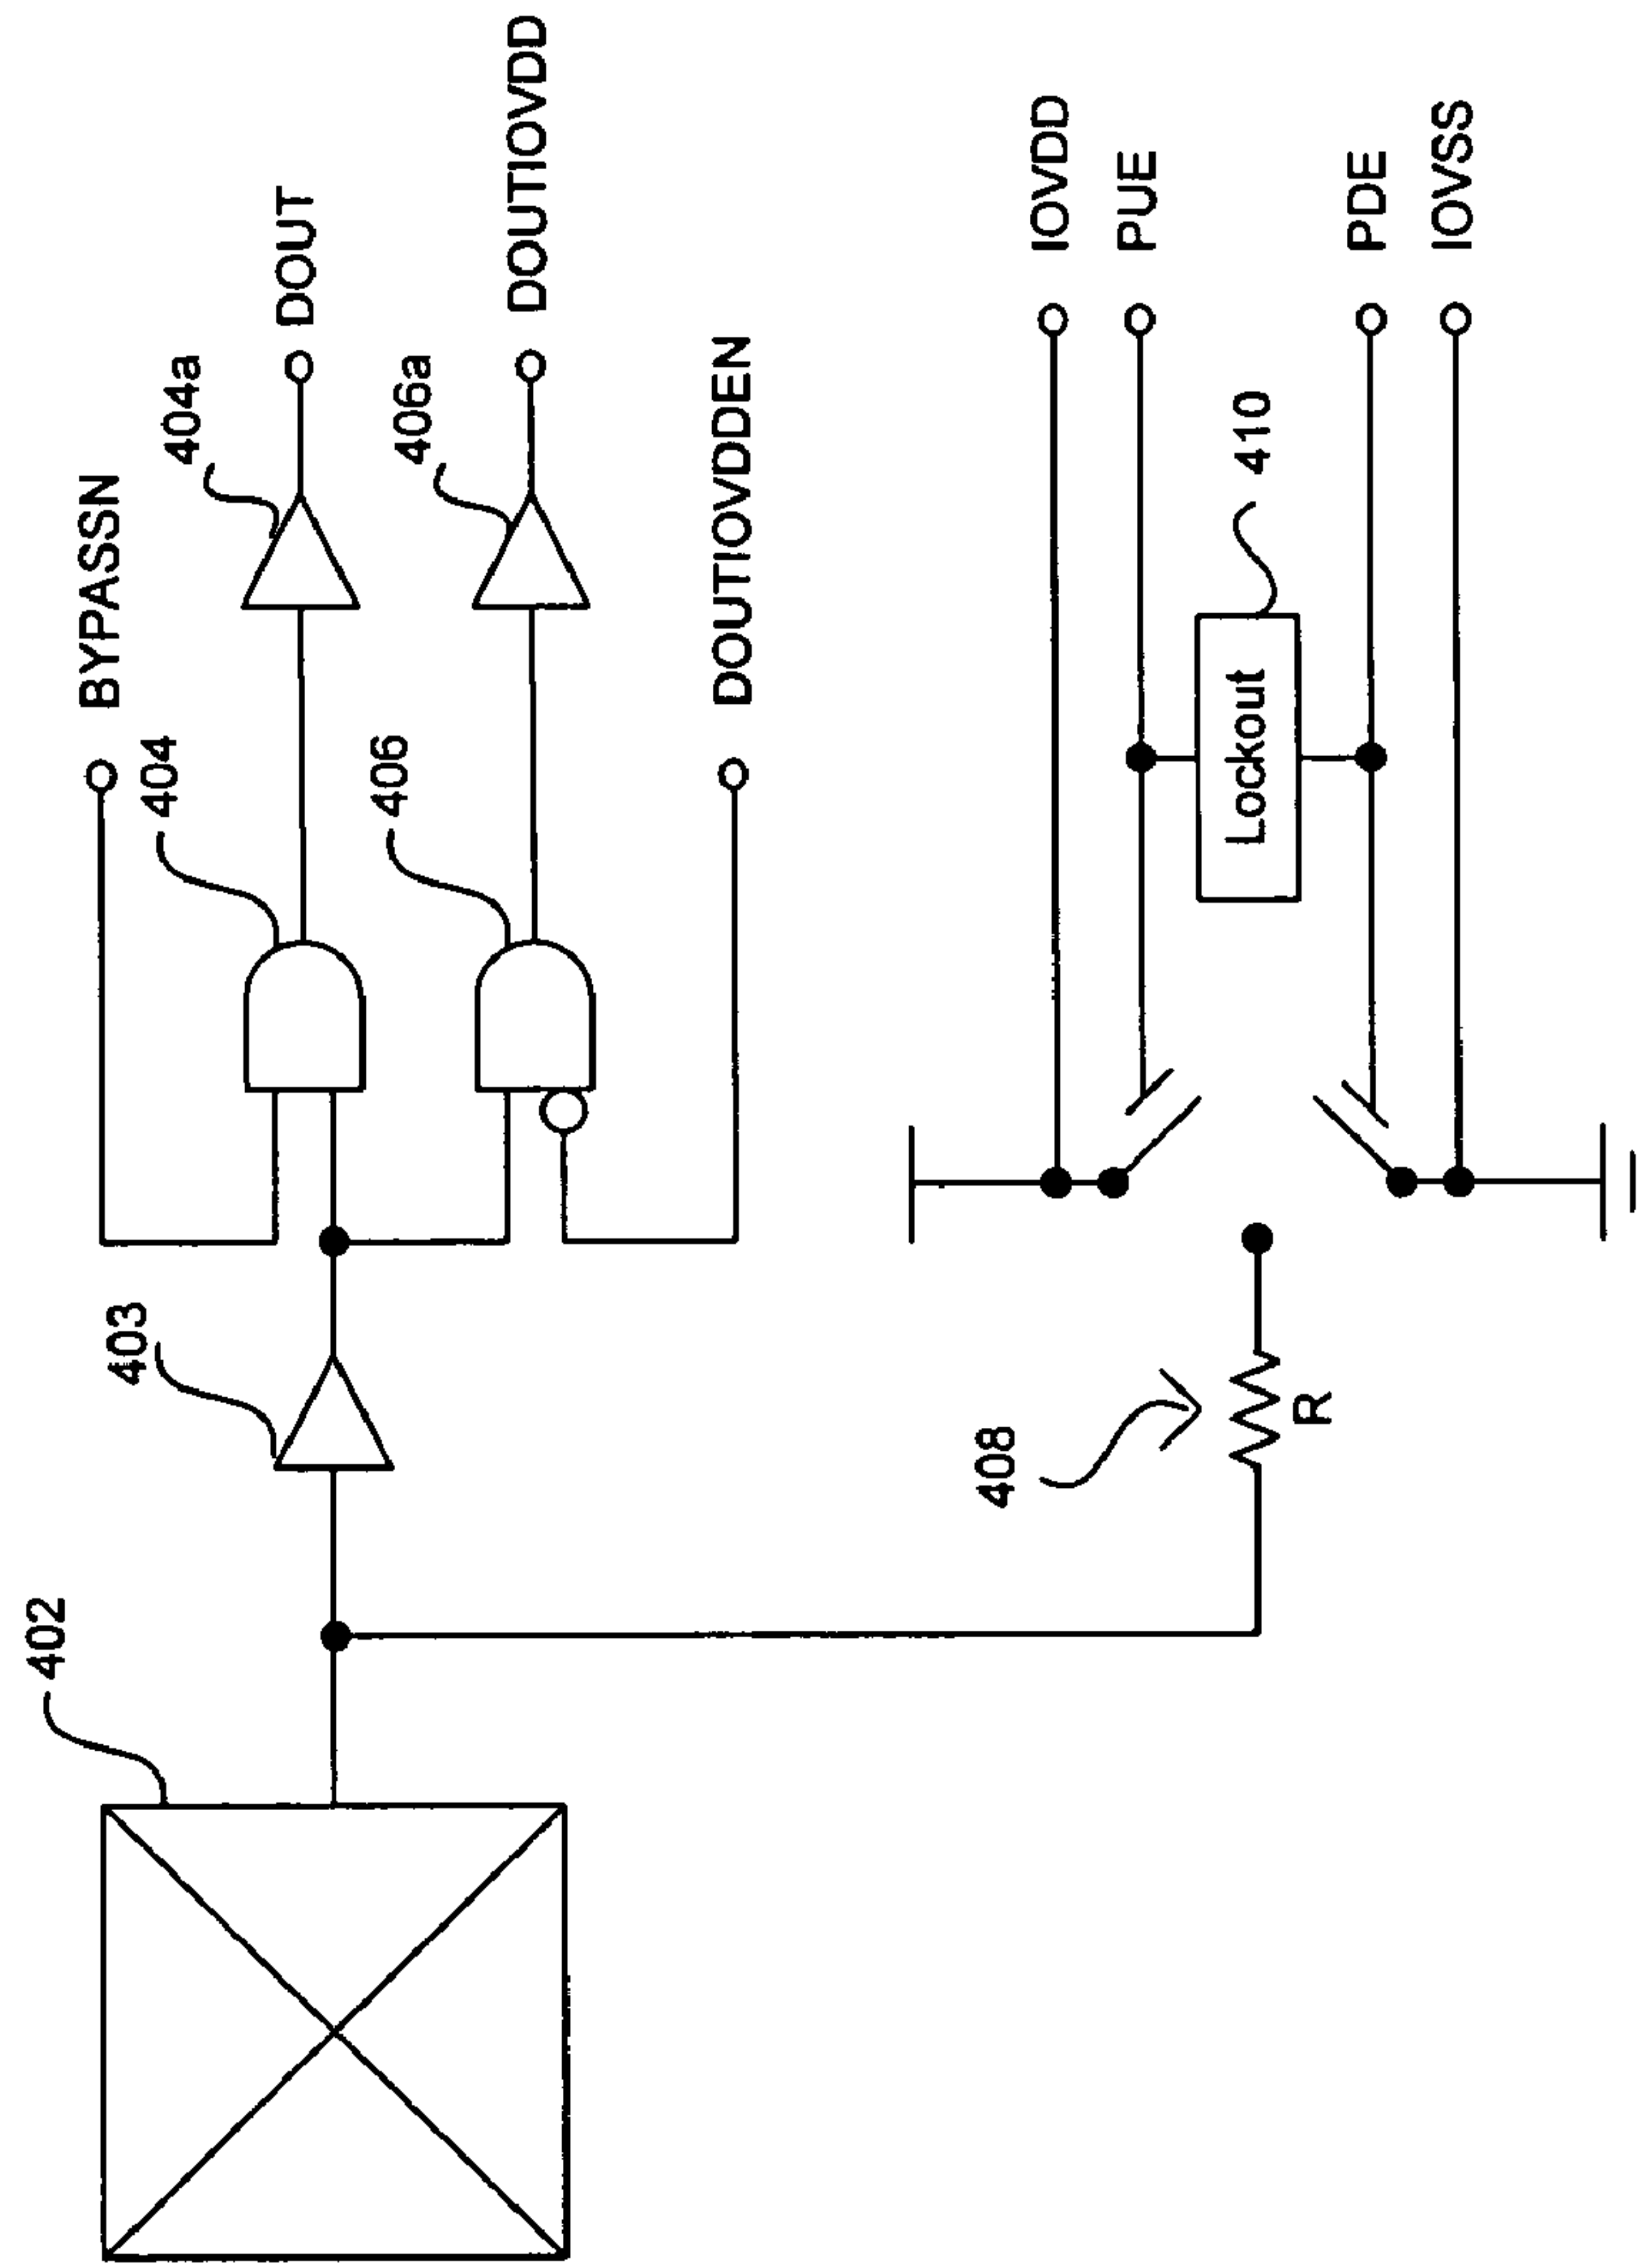 402
403
BYPASSN
404
404a
DOUT
406
406a
DOUTIOVDD
DOUTIOVDDEN
408
R
IOVDD
PUE
Lockout
410
PDE
IOVSS